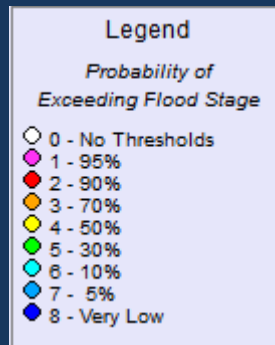 Legend
Probability of
Exceeding Flood Stage
0 - No Thresholds
1 - 95%
2 - 90%
3 - 70%
4 - 50%
5 - 30%
6 - 10%
7 - 5%
8 - Very Low